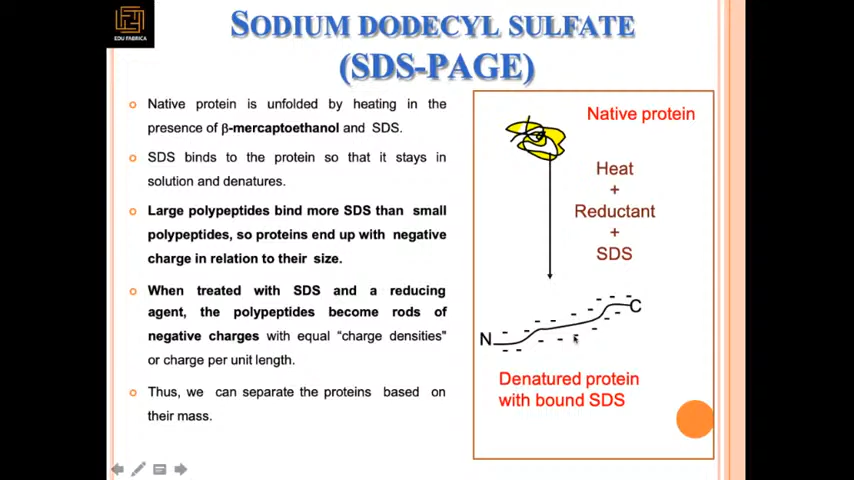 EDU FABRICA
SODIUM DODECYL SULFATE
(SDS-PAGE)
Native protein is unfolded by heating in the
presence of β-mercaptoethanol and SDS.
SDS binds to the protein so that it stays in
solution and denatures.
Large polypeptides bind more SDS than small
polypeptides, so proteins end up with negative
charge in relation to their size.
When treated with SDS and a reducing
agent, the polypeptides become rods of
negative charges with equal “charge densities”
or charge per unit length.
Thus, we can separate the proteins based on
their mass.
Native protein
Heat
+
Reductant
+
SDS
N
C
Denatured protein
with bound SDS